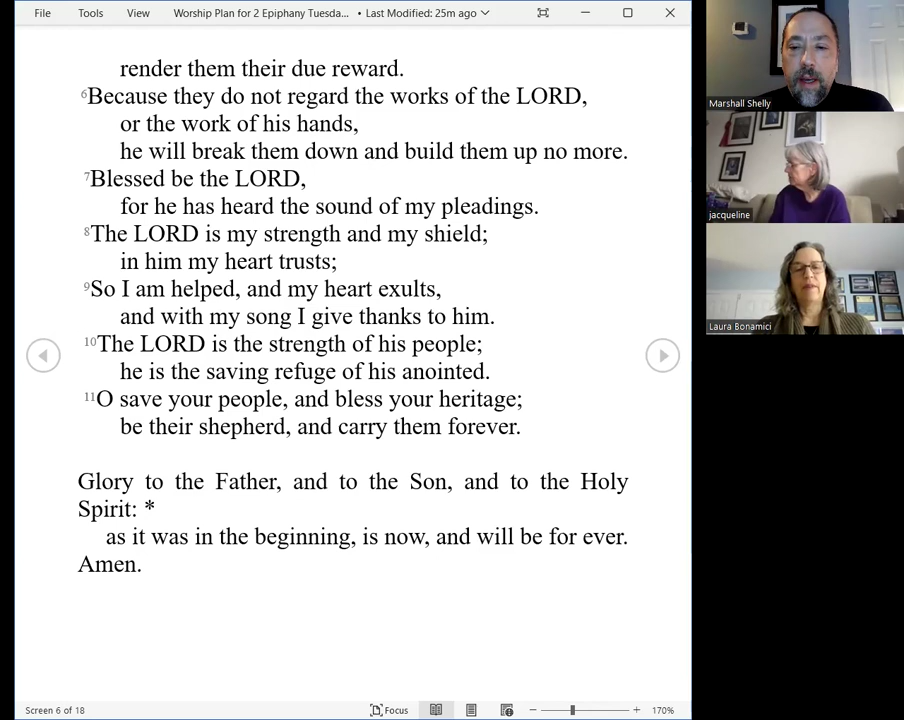 File Tools View Worship Plan for 2 Epiphany Tuesda... • Last Modified: 25m ago
render them their due reward.
6Because they do not regard the works of the LORD,
or the work of his hands,
he will break them down and build them up no more.
7Blessed be the LORD,
for he has heard the sound of my pleadings.
8The LORD is my strength and my shield;
in him my heart trusts;
9So I am helped, and my heart exults,
and with my song I give thanks to him.
10The LORD is the strength of his people;
he is the saving refuge of his anointed.
11O save your people, and bless your heritage;
be their shepherd, and carry them forever.
Glory to the Father, and to the Son, and to the Holy
Spirit: *
as it was in the beginning, is now, and will be for ever.
Amen.
Screen 6 of 18 Focus 170%
Marshall Shelly
jacqueline
Laura Bonamici